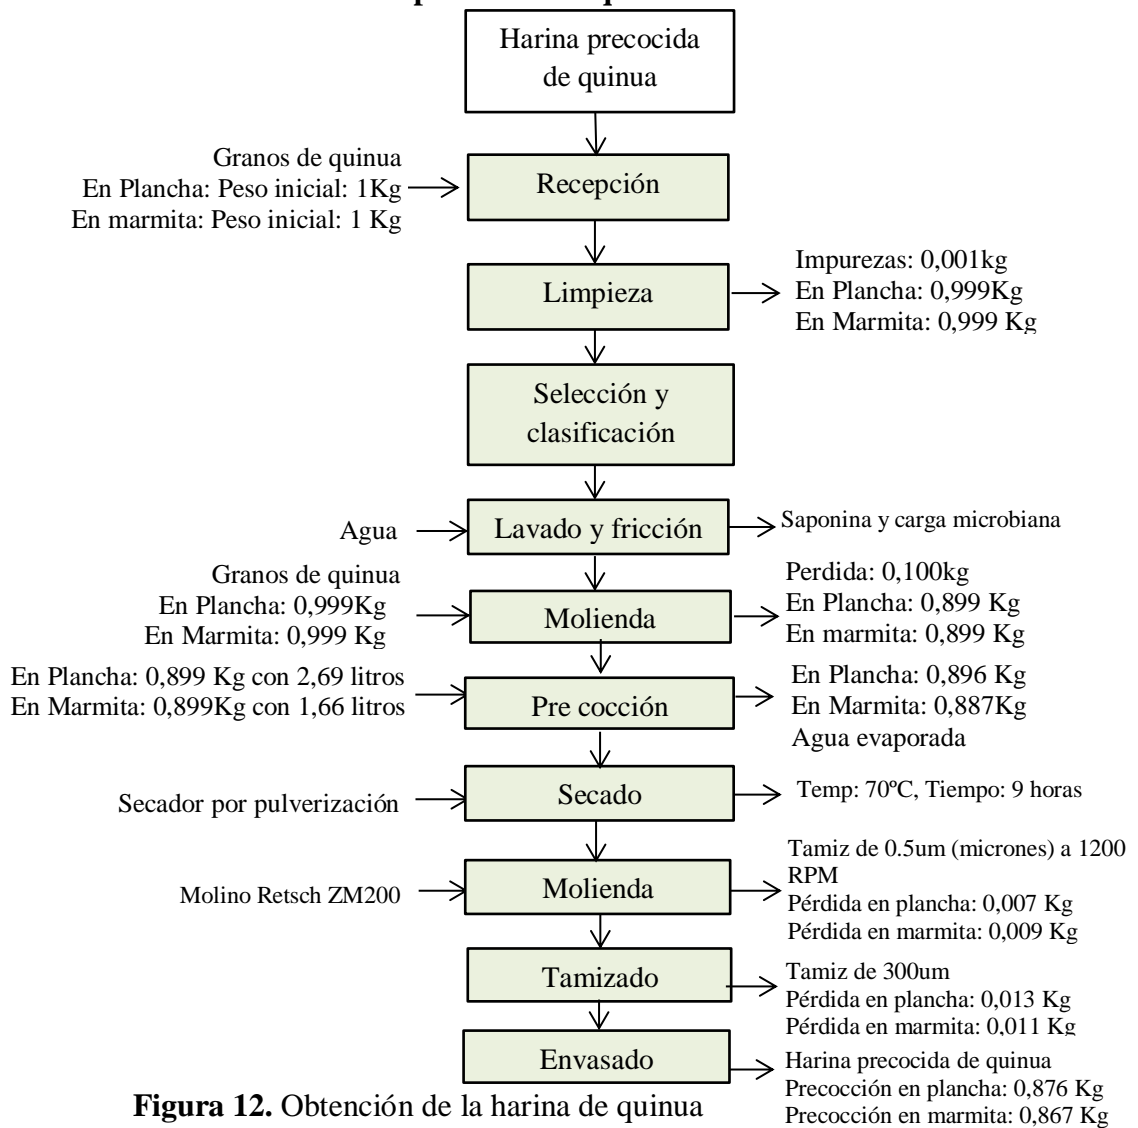 Harina precocida
de quinua
Granos de quinua
En Plancha: Peso inicial: 1Kg
En marmita: Peso inicial: 1 Kg
Recepción
Limpieza
Impurezas: 0,001kg
En Plancha: 0,999Kg
En Marmita: 0,999 Kg
Selección y
clasificación
Agua
Lavado y fricción
Saponina y carga microbiana
Granos de quinua
En Plancha: 0,999Kg
En Marmita: 0,999 Kg
Molienda
Perdida: 0,100kg
En Plancha: 0,899 Kg
En marmita: 0,899 Kg
En Plancha: 0,899 Kg con 2,69 litros
En Marmita: 0,899Kg con 1,66 litros
Pre cocción
En Plancha: 0,896 Kg
En Marmita: 0,887Kg
Agua evaporada
Secador por pulverización
Secado
Temp: 70ºC, Tiempo: 9 horas
Molino Retsch ZM200
Molienda
Tamiz de 0.5um (micrones) a 1200
RPM
Pérdida en plancha: 0,007 Kg
Pérdida en marmita: 0,009 Kg
Tamizado
Tamiz de 300um
Pérdida en plancha: 0,013 Kg
Pérdida en marmita: 0,011 Kg
Envasado
Harina precocida de quinua
Precocción en plancha: 0,876 Kg
Precocción en marmita: 0,867 Kg
Figura 12. Obtención de la harina de quinua